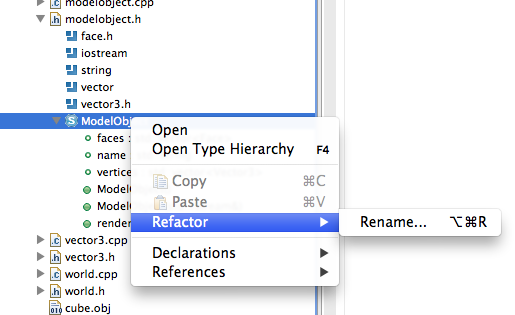 modelobject.cpp
modelobject.h
face.h
iostream
string
vector
vector3.h
ModelObj
Open
faces :
Open Type Hierarchy F4
name
vertice
Copy ⌘C
ModelO
Paste ⌘V
ModelO
Refactor
Rename... ⌥⌘R
render
vector3.cpp
Declarations
vector3.h
References
world.cpp
world.h
cube.obj